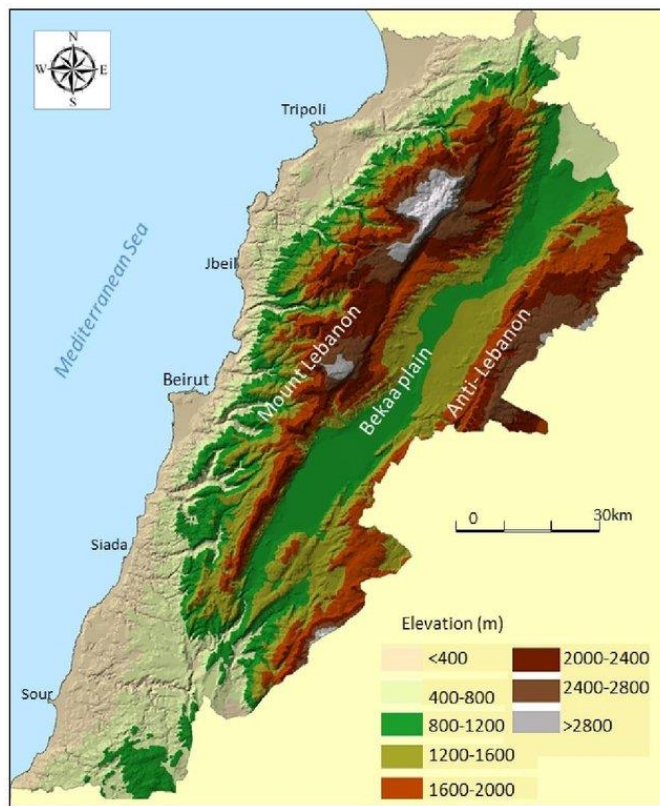 N
W E
S
Tripoli
Mediterranean Sea
Jbeil
Mount Lebanon
Beirut
Bekaa plain
Anti-Lebanon
0 30km
Siada
Elevation (m)
<400 2000-2400
400-800 2400-2800
800-1200 >2800
1200-1600
1600-2000
Sour